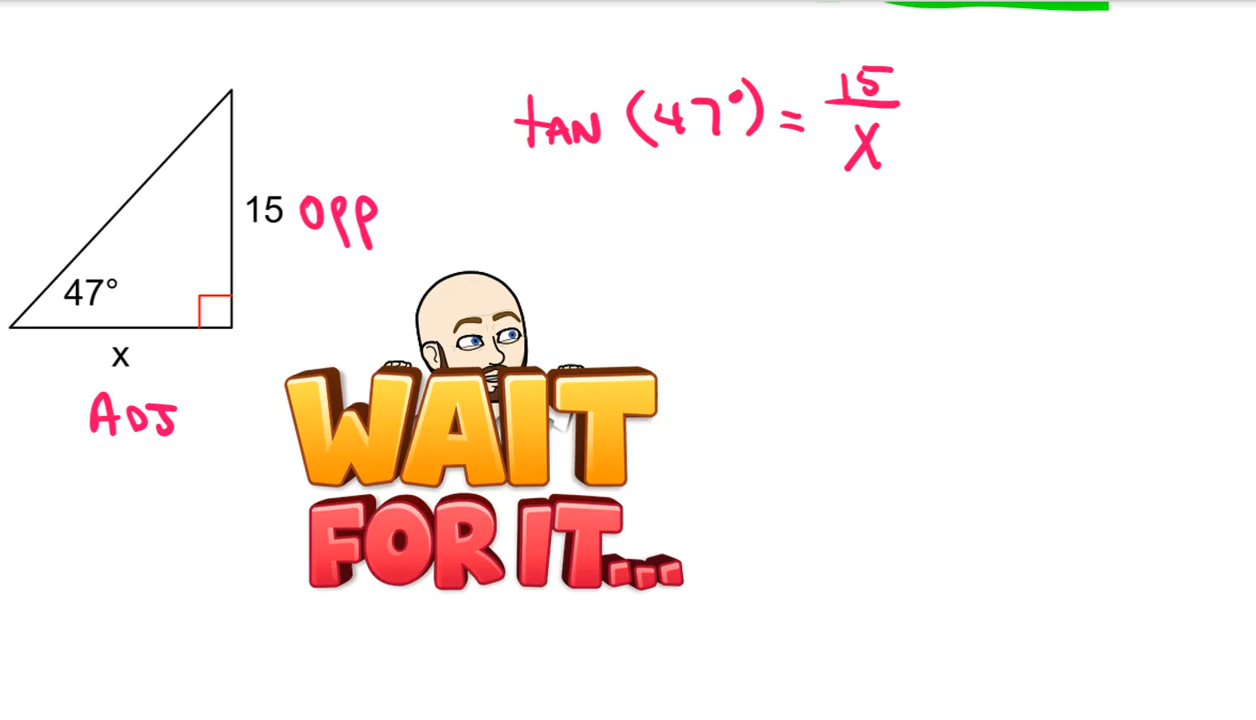 tAN (47°) = 15/X
15 OPP
47°
x
ADJ
WAIT
FOR IT...